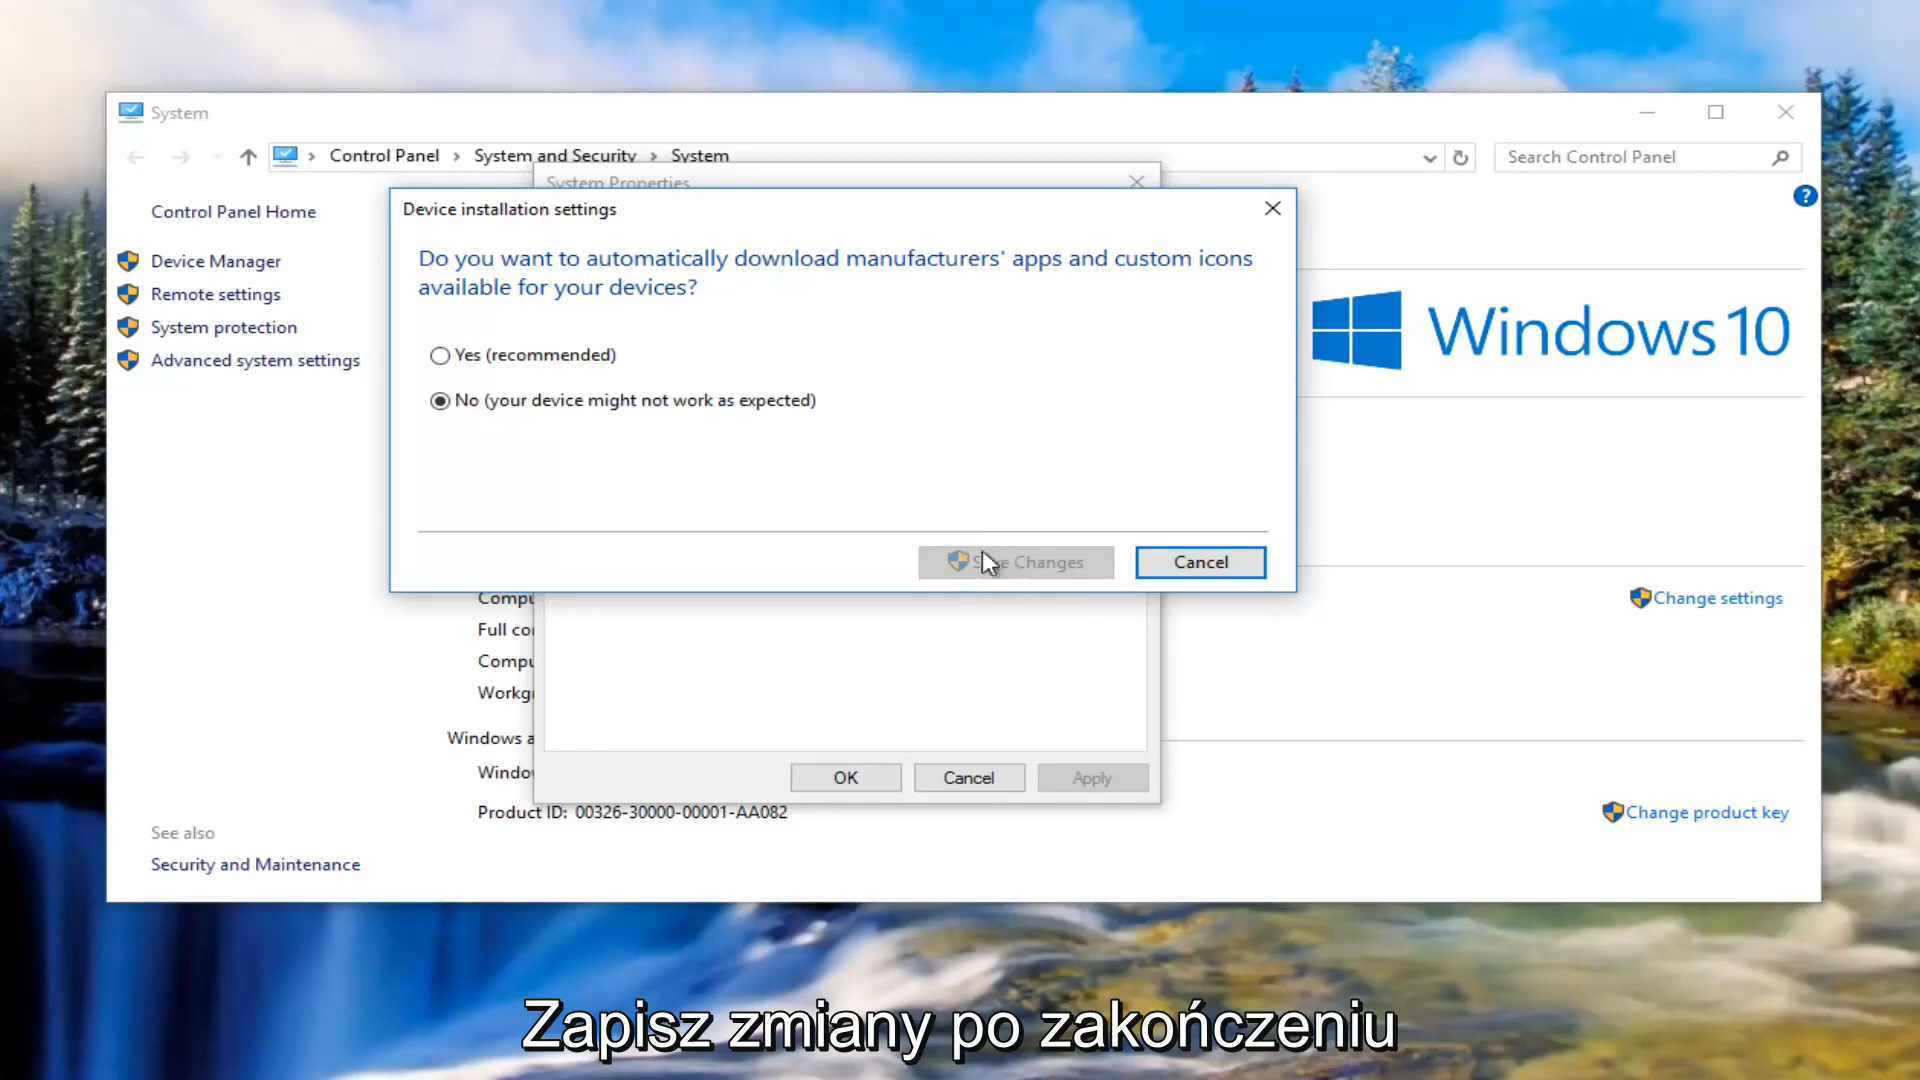 System
Control Panel > System and Security > System
Search Control Panel
System Properties
Control Panel Home
Device Manager
Remote settings
System protection
Advanced system settings
Device installation settings
Do you want to automatically download manufacturers' apps and custom icons
available for your devices?
Yes (recommended)
No (your device might not work as expected)
Changes
Cancel
Windows 10
?
Full
Change settings
Windows
OK
Cancel
Apply
Product ID: 00326-30000-00001-AA082
Change product key
See also
Security and Maintenance
Zapisz zmiany po zakończeniu